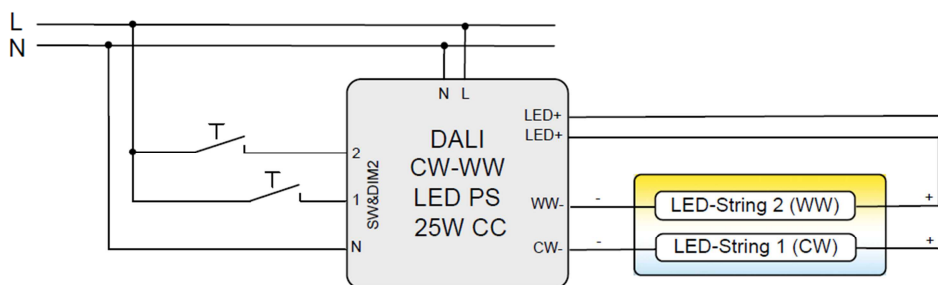 L
N
N L
T
T
2
1
N
SW&DIM2
DALI
CW-WW
LED PS
25W CC
LED+
LED+
WW-
CW-
- LED-String 2 (WW) +
- LED-String 1 (CW) +